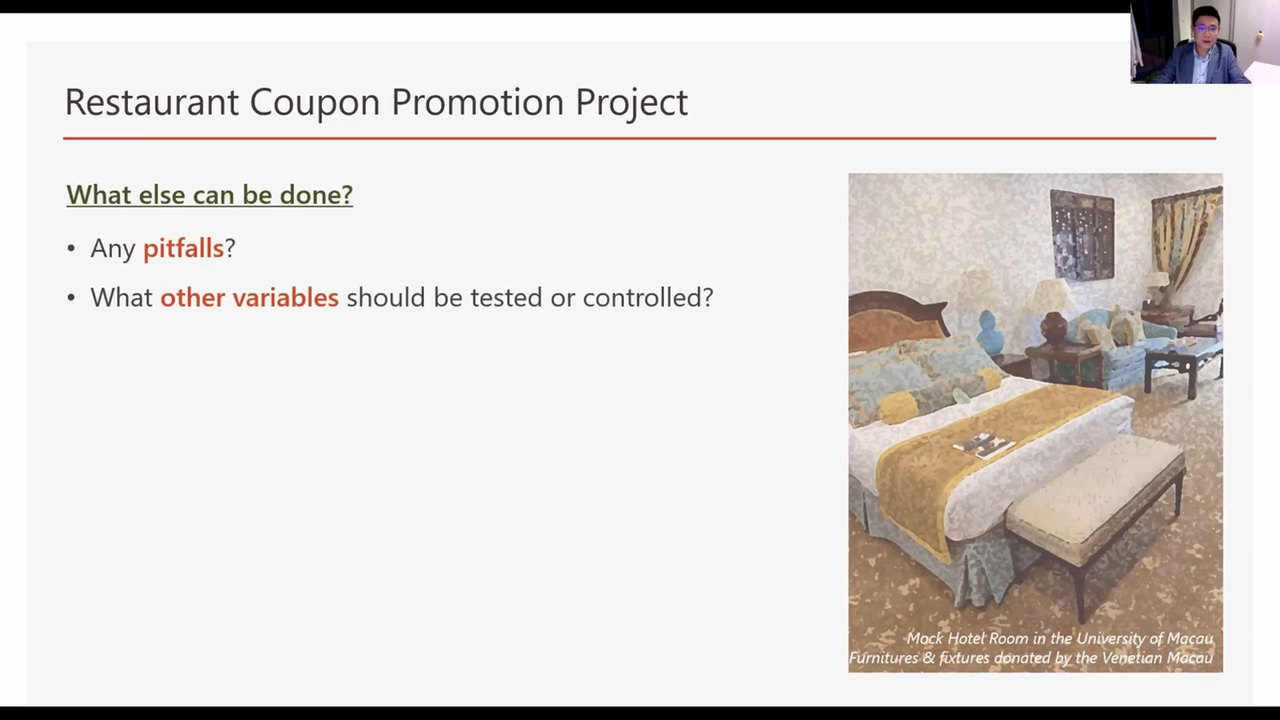 Restaurant Coupon Promotion Project
What else can be done?
• Any pitfalls?
• What other variables should be tested or controlled?
Mock Hotel Room in the University of Macau
Furnitures & fixtures donated by the Venetian Macau